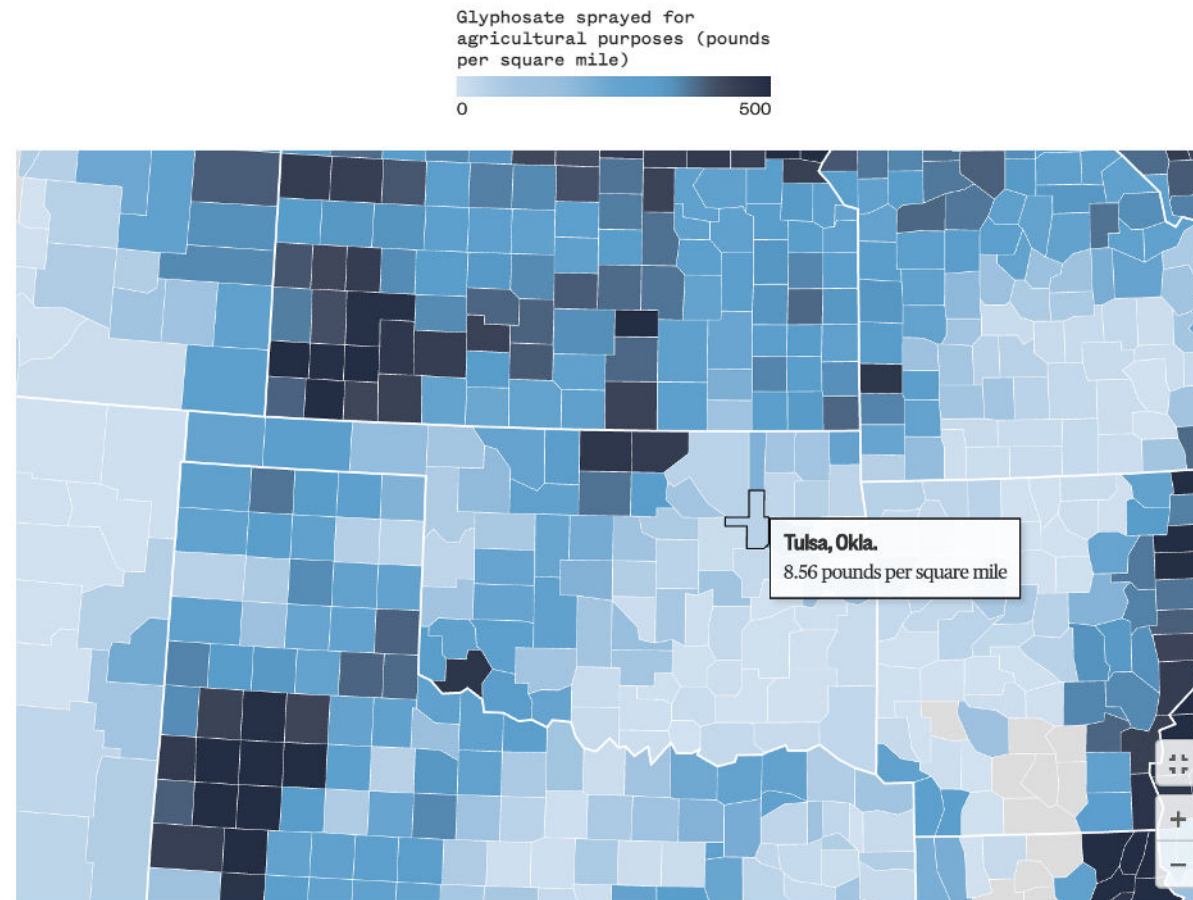 Glyphosate sprayed for
agricultural purposes (pounds
per square mile)
0 500
Tulsa, Okla.
8.56 pounds per square mile
+
−